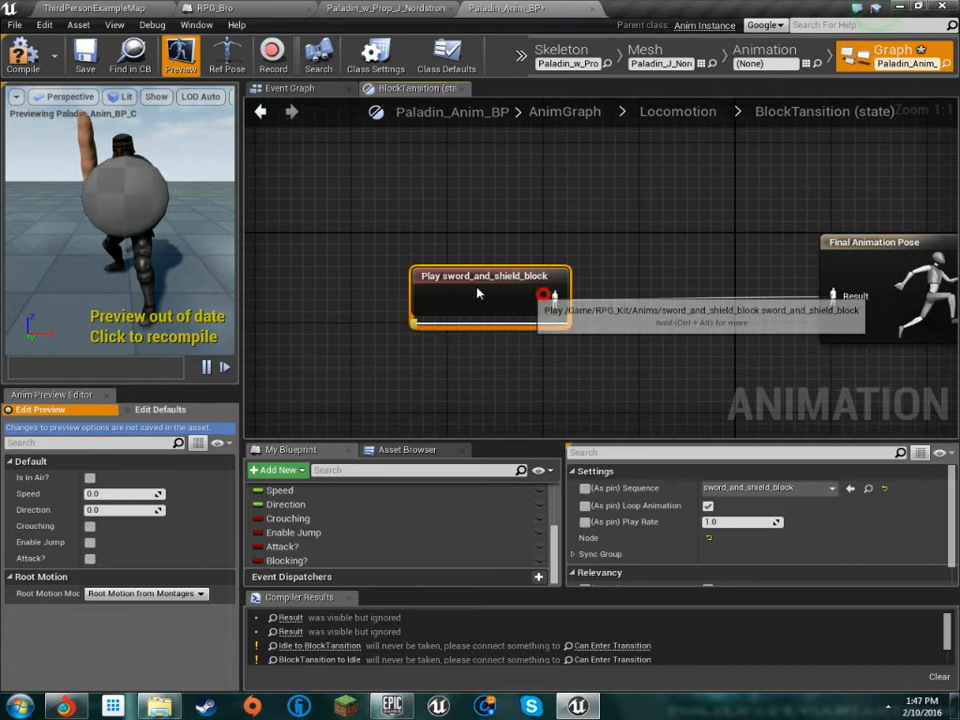 ThirdPersonExampleMap
RPG_Bro
Paladin_w_Prop_J_Nordstrom
Paladin_Anim_BP*
File
Edit
Asset
View
Debug
Window
Help
Parent class: Anim Instance
Google
Search For Help
Compile
Save
Find in CB
Preview
Ref Pose
Record
Search
Class Settings
Class Defaults
Skeleton
Paladin_w_Pro
Mesh
Paladin_J_Nor
Animation
(None)
Graph
Paladin_Anim_
Perspective
Lit
Show
LOD Auto
Previewing Paladin_Anim_BP_C
Preview out of date
Click to recompile
Event Graph
BlockTansition (sta
Paladin_Anim_BP > AnimGraph > Locomotion > BlockTansition (state)
Zoom 1:1
Play sword_and_shield_block
Play /Game/RPG_Kit/Anims/sword_and_shield_block.sword_and_shield_block
hold (Ctrl + Alt) for more
Final Animation Pose
Result
ANIMATION
Anim Preview Editor
Edit Preview
Edit Defaults
Changes to preview options are not saved in the asset.
Search
Default
Is in Air?
Speed 0.0
Direction 0.0
Crouching
Enable Jump
Attack?
Root Motion
Root Motion Mod Root Motion from Montages
My Blueprint
Asset Browser
Add New
Search
Speed
Direction
Crouching
Enable Jump
Attack?
Blocking?
Event Dispatchers
Search
Settings
(As pin) Sequence sword_and_shield_block
(As pin) Loop Animation
(As pin) Play Rate 1.0
Node
Sync Group
Relevancy
Compiler Results
Result was visible but ignored
Result was visible but ignored
Idle to BlockTansition will never be taken, please connect something to Can Enter Transition
BlockTansition to Idle will never be taken, please connect something to Can Enter Transition
Clear
EPIC
1:47 PM
2/10/2016